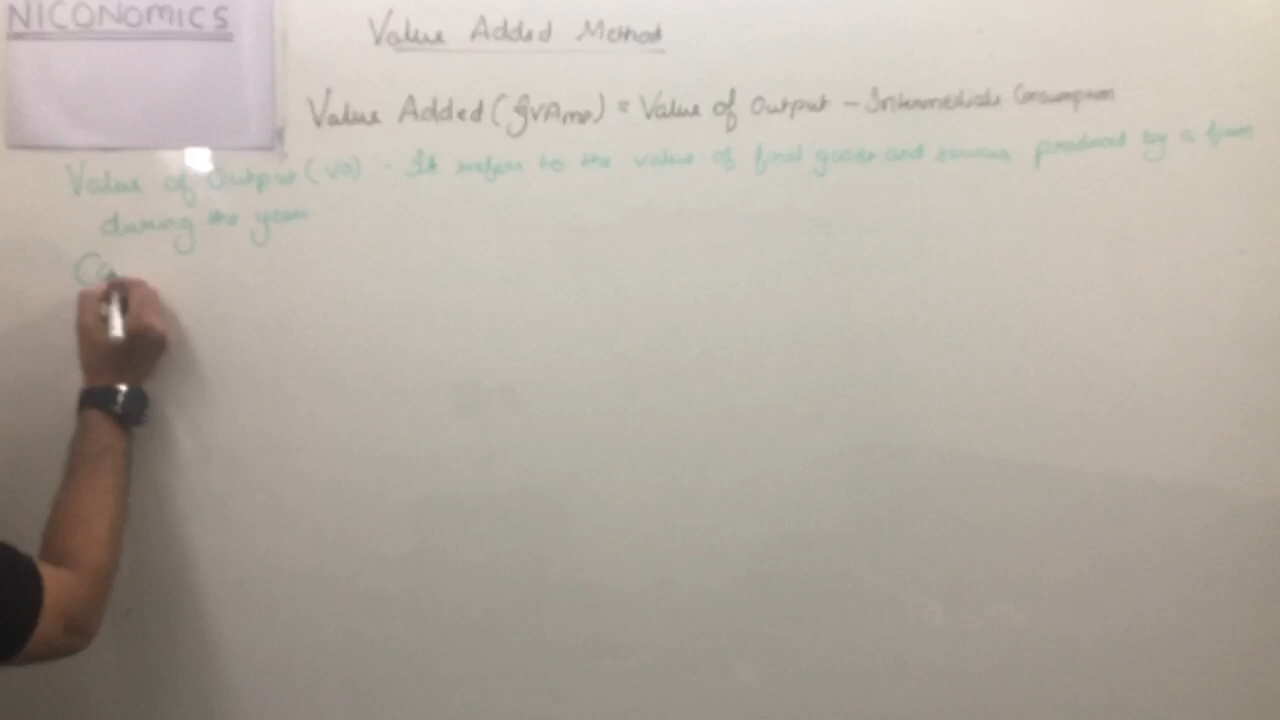 NICONOMICS
Value Added Method
Value Added (GVAmp) = Value of Output - Intermediate Consumption
Value of Output (VO) - It refers to the value of final goods and services produced by a firm
during the year
(a